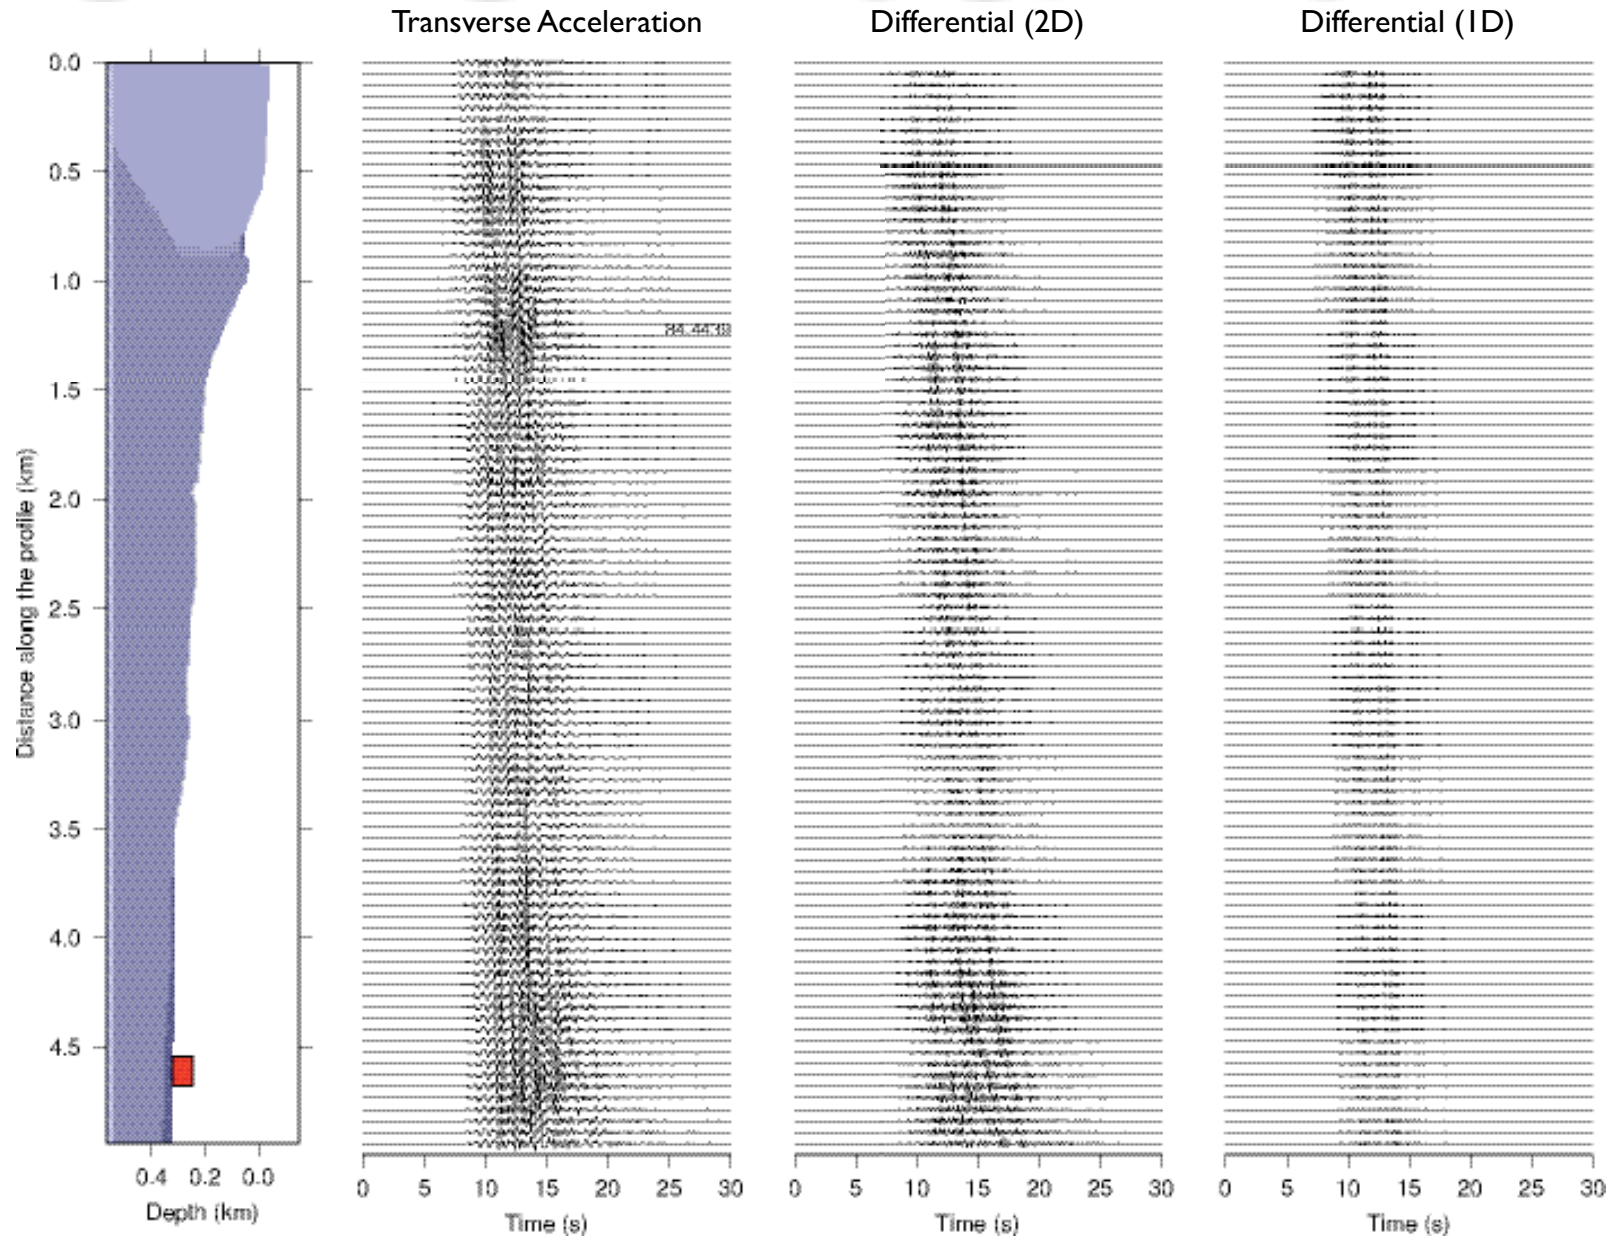 Transverse Acceleration
Differential (2D)
Differential (1D)
0.0
0.5
1.0
1.5
2.0
2.5
3.0
3.5
4.0
4.5
Distance along the profile (km)
0.4 0.2 0.0
Depth (km)
0 5 10 15 20 25 30
Time (s)
0 5 10 15 20 25 30
Time (s)
0 5 10 15 20 25 30
Time (s)